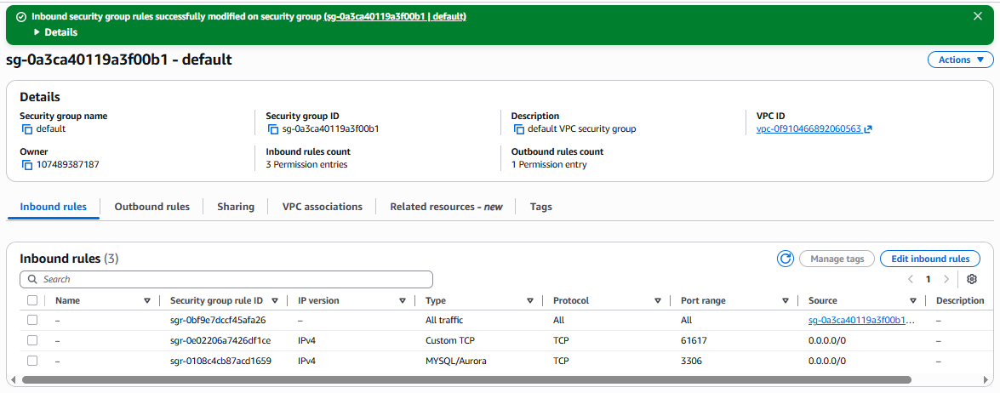 Inbound security group rules successfully modified on security group (sg-0a3ca40119a3f00b1 | default)
Details
sg-0a3ca40119a3f00b1 - default
Actions
Details
Security group name
default
Security group ID
sg-0a3ca40119a3f00b1
Description
default VPC security group
VPC ID
vpc-0f910466892060563
Owner
107489387187
Inbound rules count
3 Permission entries
Outbound rules count
1 Permission entry
Inbound rules Outbound rules Sharing VPC associations Related resources - new Tags
Inbound rules (3)
Manage tags Edit inbound rules
Search
1
Name Security group rule ID IP version Type Protocol Port range Source Description
– sgr-0bf9e7dccf45afa26 – All traffic All All sg-0a3ca40119a3f00b1... –
– sgr-0e02206a7426df1ce IPv4 Custom TCP TCP 61617 0.0.0.0/0 –
– sgr-0108c4cb87acd1659 IPv4 MYSQL/Aurora TCP 3306 0.0.0.0/0 –